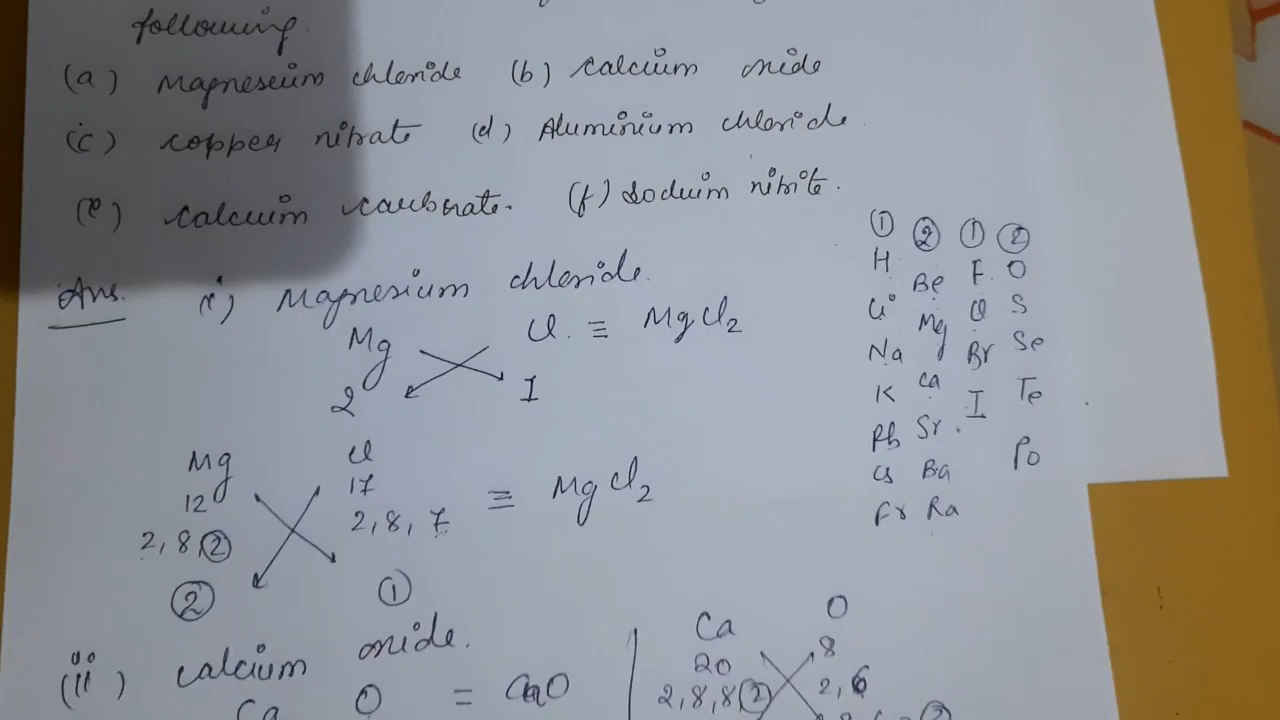 following.
(a) Magnesium chloride (b) calcium oxide
(c) copper nitrate (d) Aluminium chloride
(e) calcium carbonate. (f) Sodium nitrite.
Ans. (i) Magnesium chloride.
Mg Cl ≡ MgCl2
2 1
Mg Cl
12 17
2,8,2 2,8,7 ≡ MgCl2
2 1
(ii) calcium oxide.
Ca O = CaO
Ca O
20 8
2,8,8,2 2,6
1 2 1 2
H Be F O
Li Mg Cl S
Na Ca Br Se
K Sr I Te
Rb Ba Po
Cs Ra
Fr